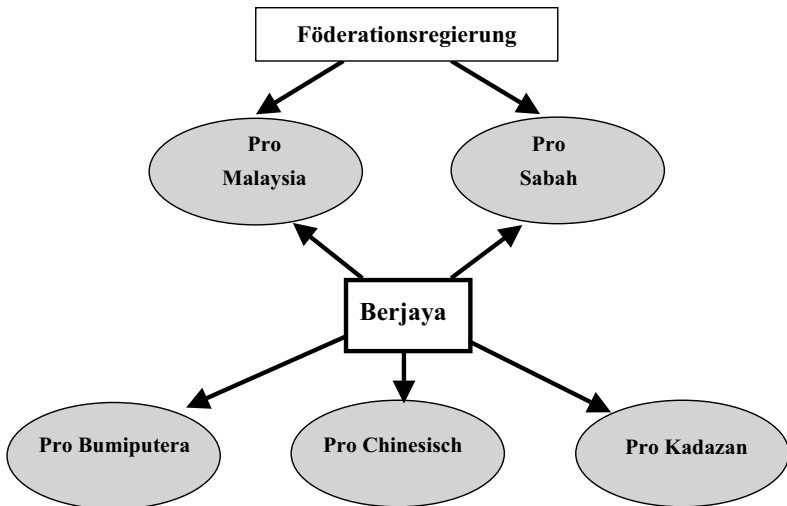 Föderationsregierung
Pro
Malaysia
Pro
Sabah
Berjaya
Pro Bumiputera
Pro Chinesisch
Pro Kadazan